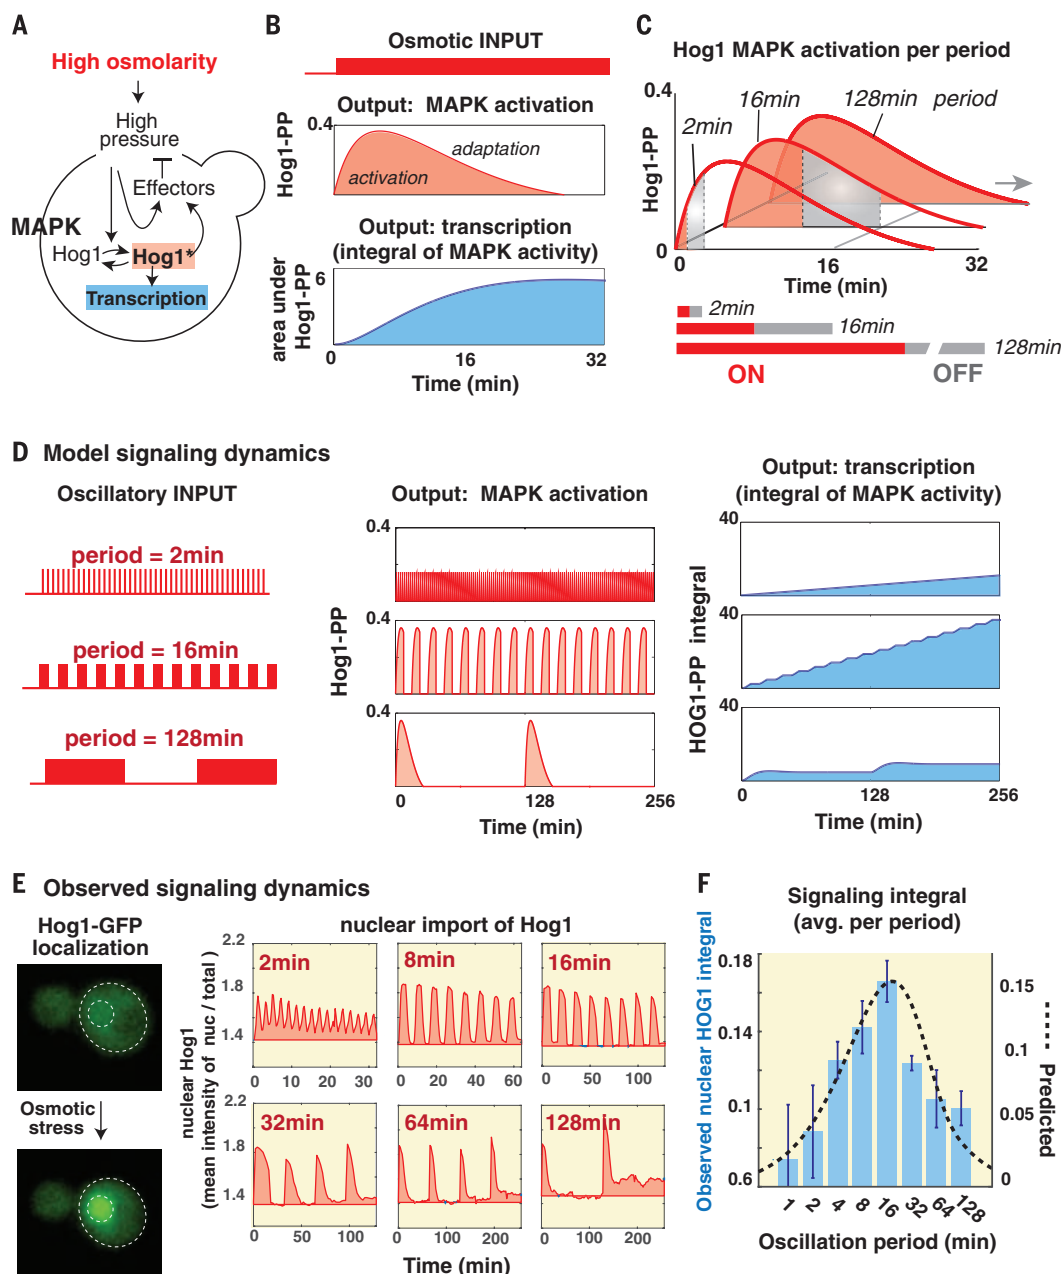 A
High osmolarity
High
pressure
Effectors
MAPK
Hog1
Hog1*
Transcription
B
Osmotic INPUT
Output: MAPK activation
0.4
Hog1-PP
adaptation
activation
Output: transcription
(integral of MAPK activity)
6
area under
Hog1-PP
0 16 32
Time (min)
C
Hog1 MAPK activation per period
0.4
16min 128min period
2min
Hog1-PP
0
0 16 32
Time (min)
2min
16min
128min
ON OFF
D Model signaling dynamics
Oscillatory INPUT
period = 2min
period = 16min
period = 128min
Output: MAPK activation
0.4
0.4
0.4
Hog1-PP
0 128 256
Time (min)
Output: transcription
(integral of MAPK activity)
40
40
40
HOG1-PP integral
0 128 256
Time (min)
E Observed signaling dynamics
Hog1-GFP
localization
Osmotic
stress
nuclear import of Hog1
nuclear Hog1
(mean intensity of nuc / total)
2.2
1.8
1.4
2min
0 10 20 30
8min
0 20 40 60
16min
0 50 100
2.2
1.8
1.4
32min
0 50 100
64min
0 100 200
128min
0 100 200
Time (min)
F
Signaling integral
(avg. per period)
Observed nuclear HOG1 integral
0.18
0.14
0.1
0.6
0.15
0.1
0.05
0
Predicted
1 2 4 8 16 32 64 128
Oscillation period (min)